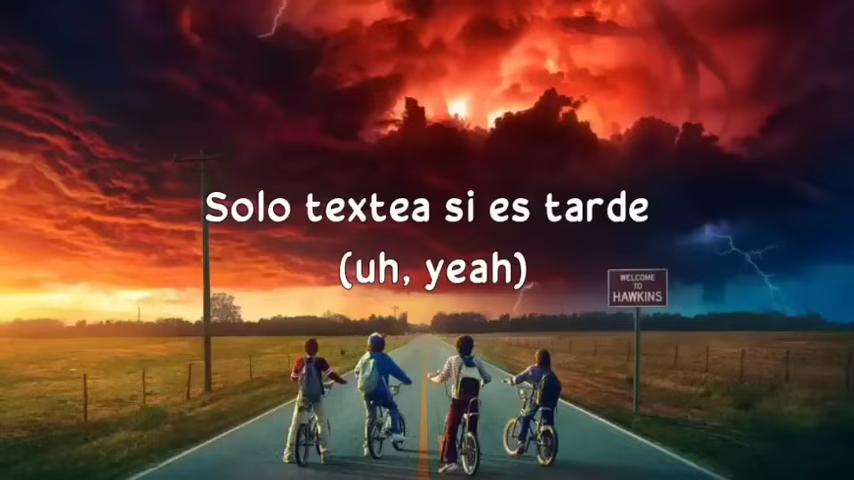 Solo textea si es tarde
(uh, yeah)
WELCOME
TO
HAWKINS